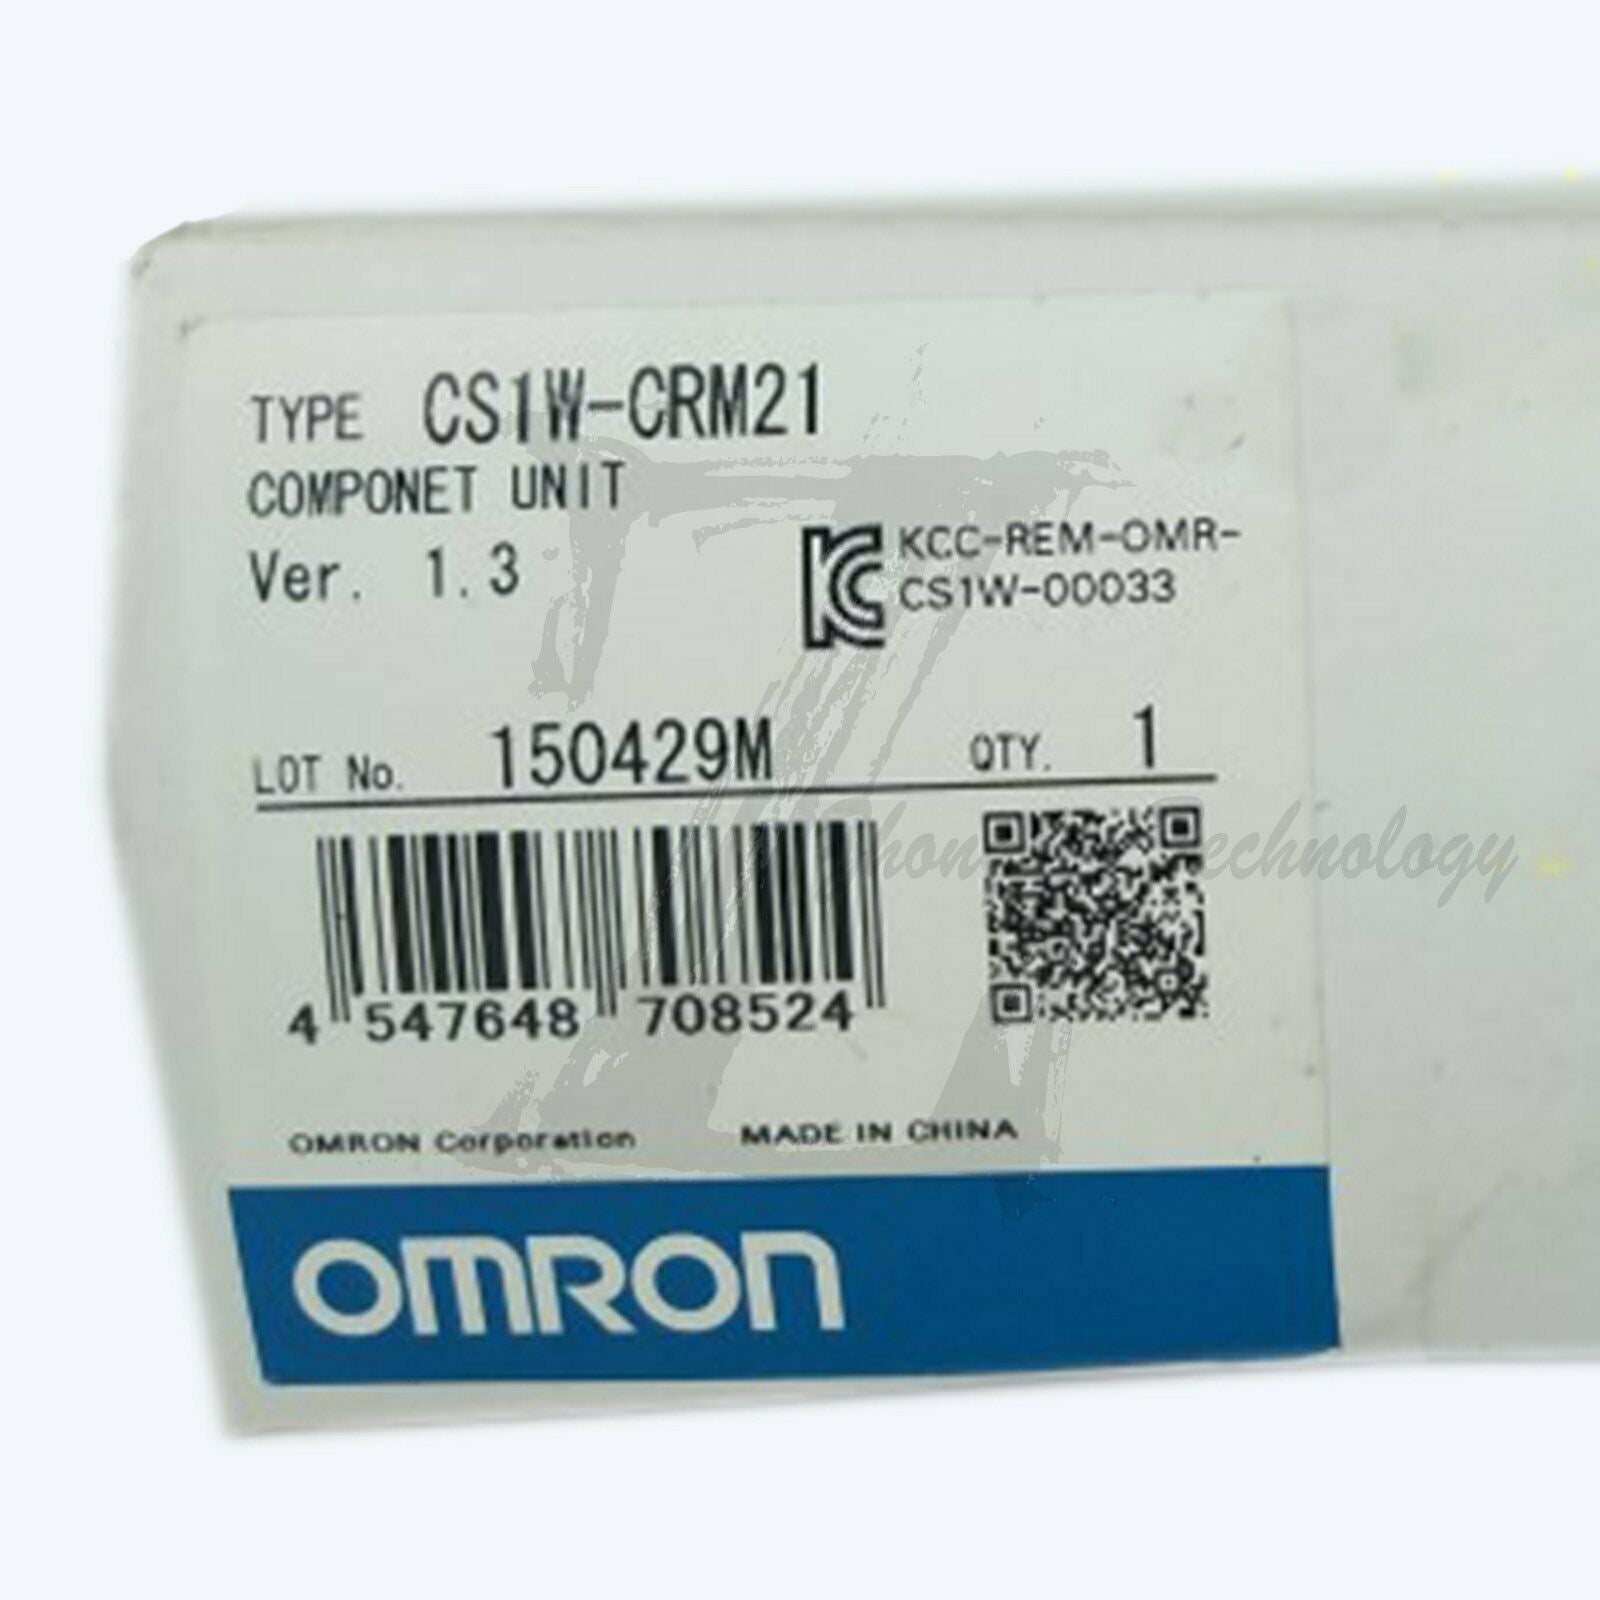 TYPE CS1W-CRM21
COMPONET UNIT
Ver. 1.3
KCC-REM-OMR-
CS1W-00033
LOT No. 150429M QTY. 1
4 547648 708524
Technology
OMRON Corporation MADE IN CHINA
OMRON